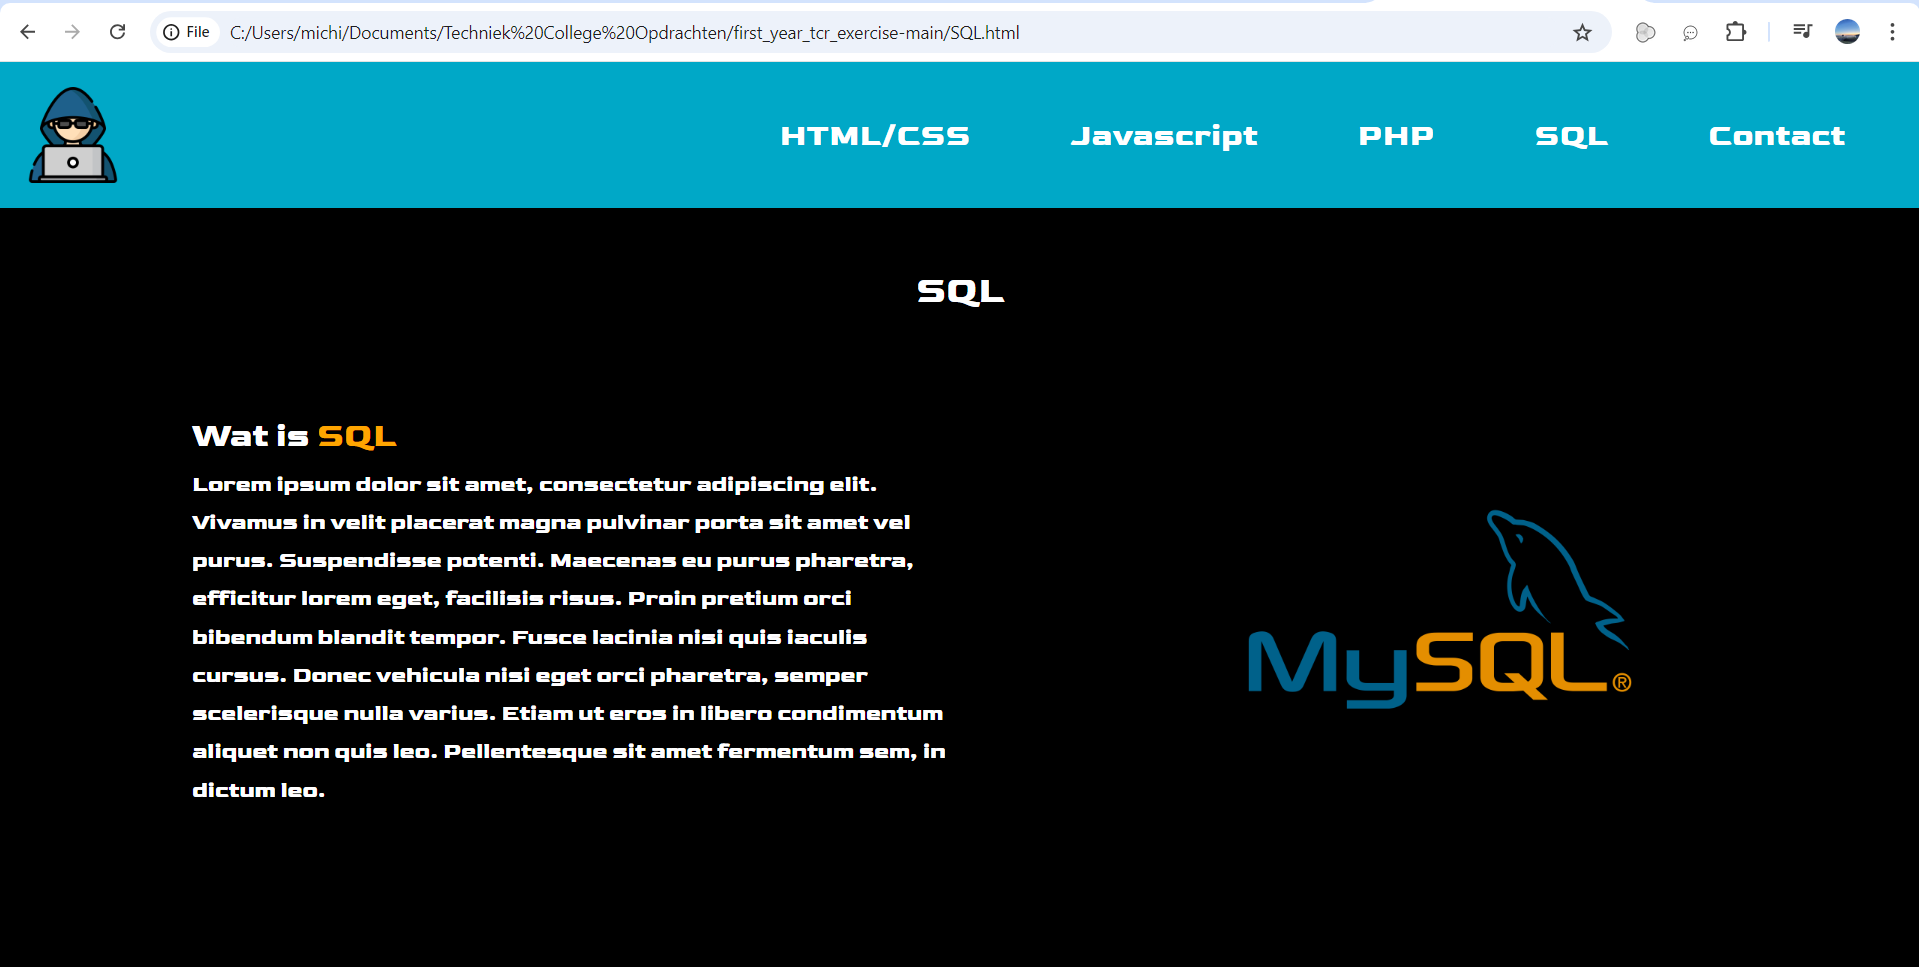 File C:/Users/michi/Documents/Techniek%20College%20Opdrachten/first_year_tcr_exercise-main/SQL.html
HTML/CSS Javascript PHP SQL Contact
SQL
Wat is SQL
Lorem ipsum dolor sit amet, consectetur adipiscing elit.
Vivamus in velit placerat magna pulvinar porta sit amet vel
purus. Suspendisse potenti. Maecenas eu purus pharetra,
efficitur lorem eget, facilisis risus. Proin pretium orci
bibendum blandit tempor. Fusce lacinia nisi quis iaculis
cursus. Donec vehicula nisi eget orci pharetra, semper
scelerisque nulla varius. Etiam ut eros in libero condimentum
aliquet non quis leo. Pellentesque sit amet fermentum sem, in
dictum leo.
MySQL®